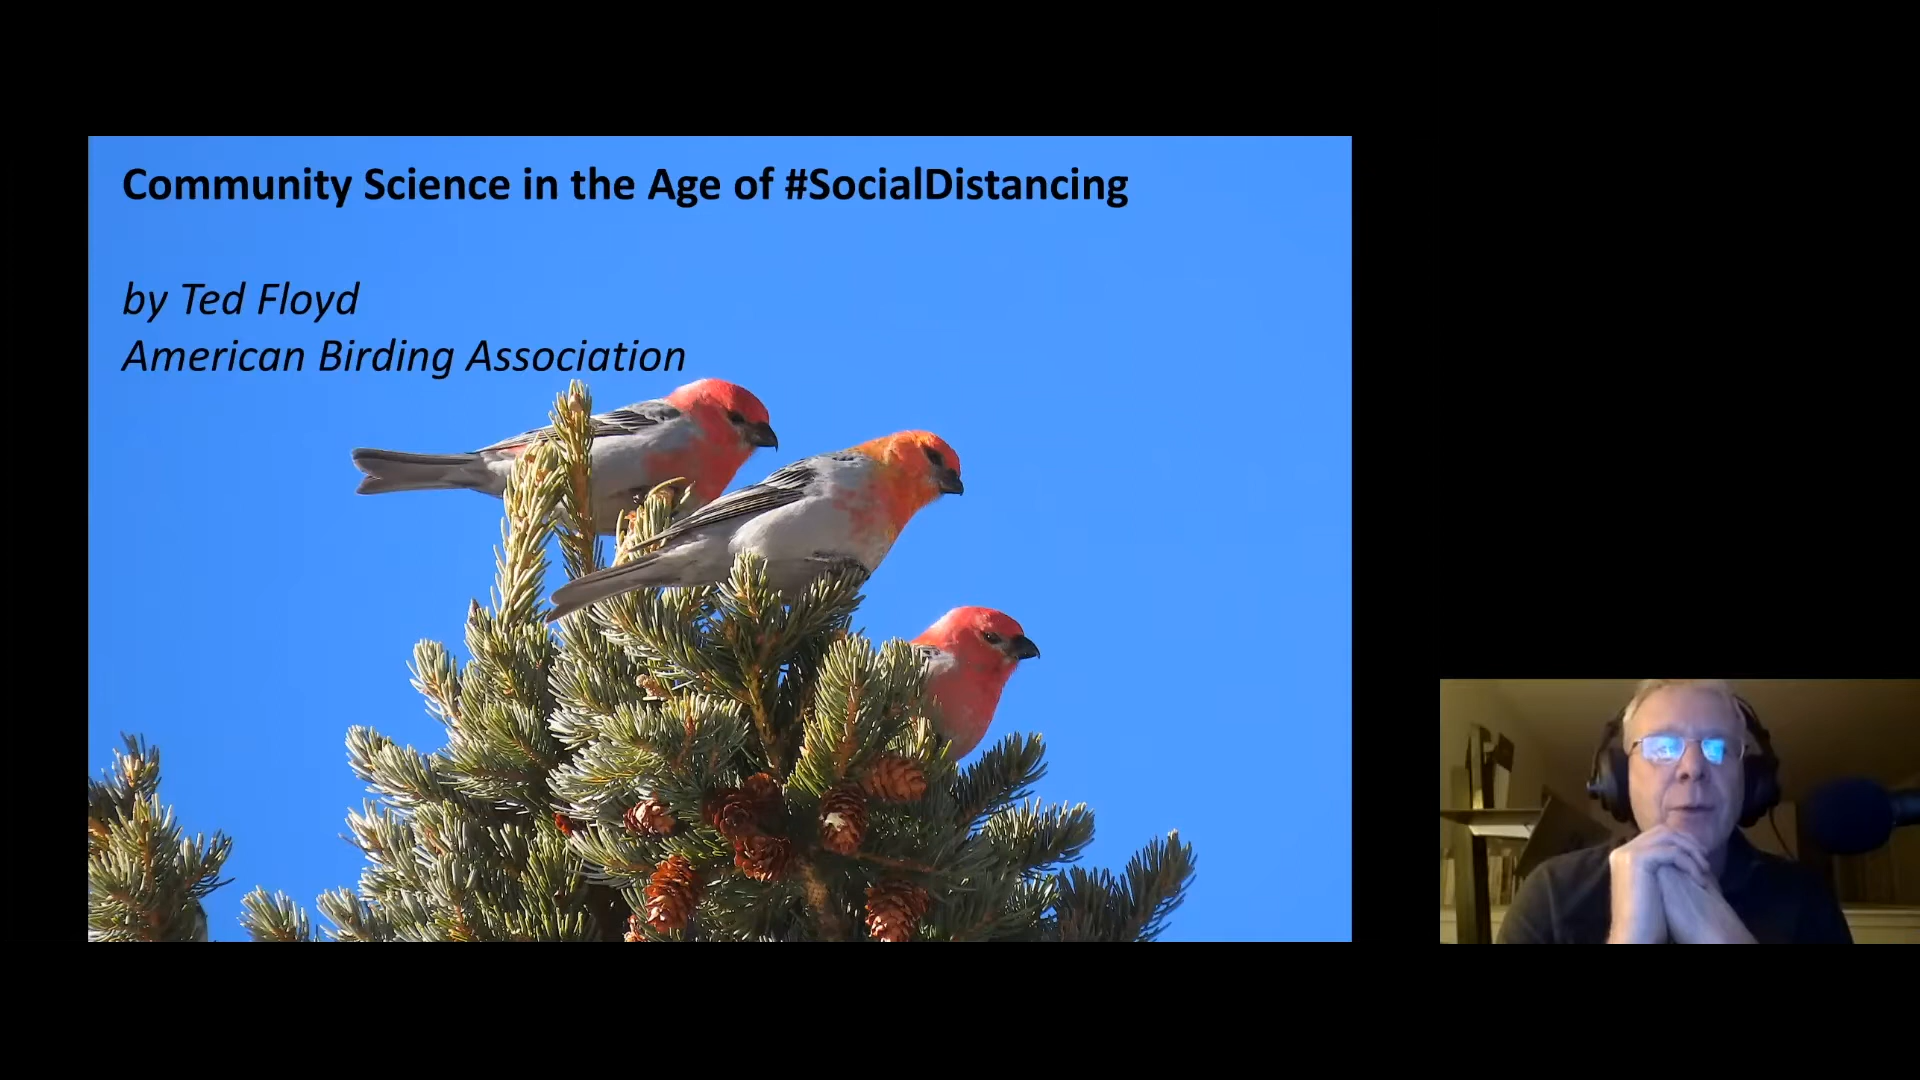 Community Science in the Age of #SocialDistancing
by Ted Floyd
American Birding Association